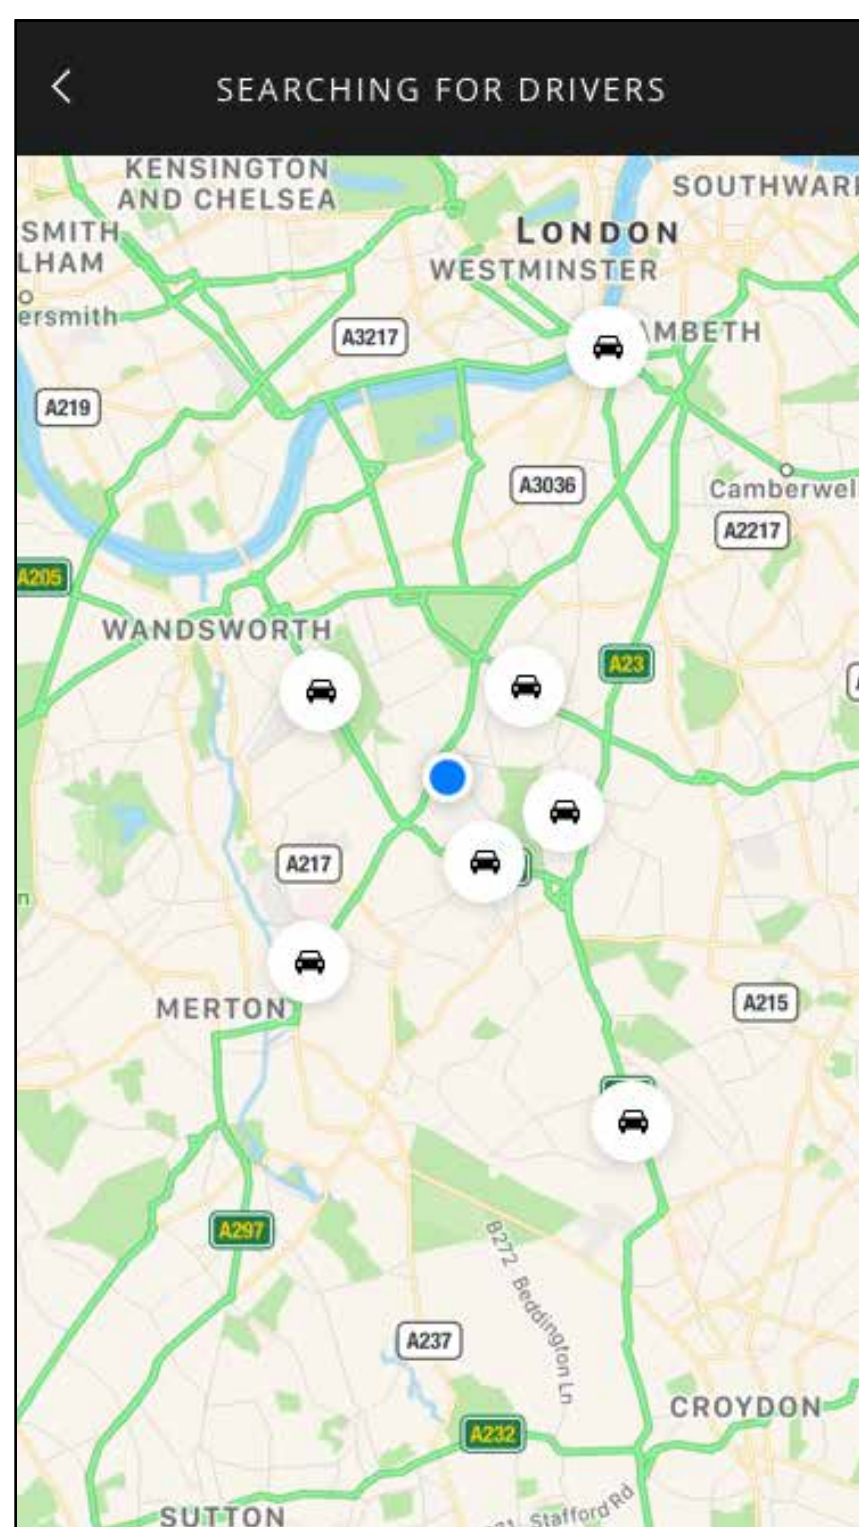 SEARCHING FOR DRIVERS
KENSINGTON
AND CHELSEA
SOUTHWARK
SMITH
LHAM
LONDON
WESTMINSTER
ersmith
A3217
AMBETH
A219
A3036
Camberwel
A2217
A205
WANDSWORTH
A23
A217
MERTON
A215
A297
B272 Beddington Ln
A237
CROYDON
A232
SUTTON
Stafford Rd